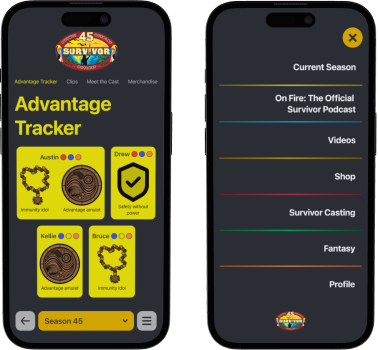 45
SURVIVOR
Advantage Tracker Clips Meet the Cast Merchandise
Advantage
Tracker
Austin
Immunity idol
Advantage amulet
Drew
Safety without
power
Kellie
Advantage amulet
Bruce
Immunity idol
Season 45
Current Season
On Fire: The Official
Survivor Podcast
Videos
Shop
Survivor Casting
Fantasy
Profile
SURVIVOR